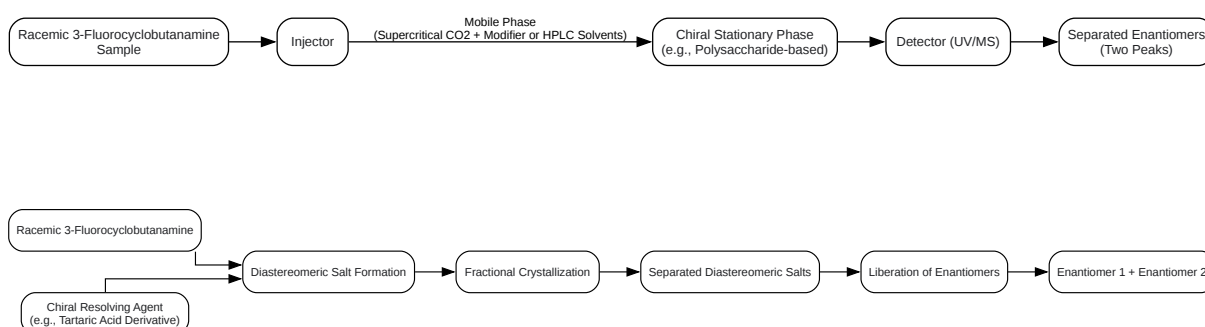 Racemic 3-Fluorocyclobutanamine
Sample
Injector
Mobile Phase
(Supercritical CO2 + Modifier or HPLC Solvents)
Chiral Stationary Phase
(e.g., Polysaccharide-based)
Detector (UV/MS)
Separated Enantiomers
(Two Peaks)
Racemic 3-Fluorocyclobutanamine
Chiral Resolving Agent
(e.g., Tartaric Acid Derivative)
Diastereomeric Salt Formation
Fractional Crystallization
Separated Diastereomeric Salts
Liberation of Enantiomers
Enantiomer 1 + Enantiomer 2